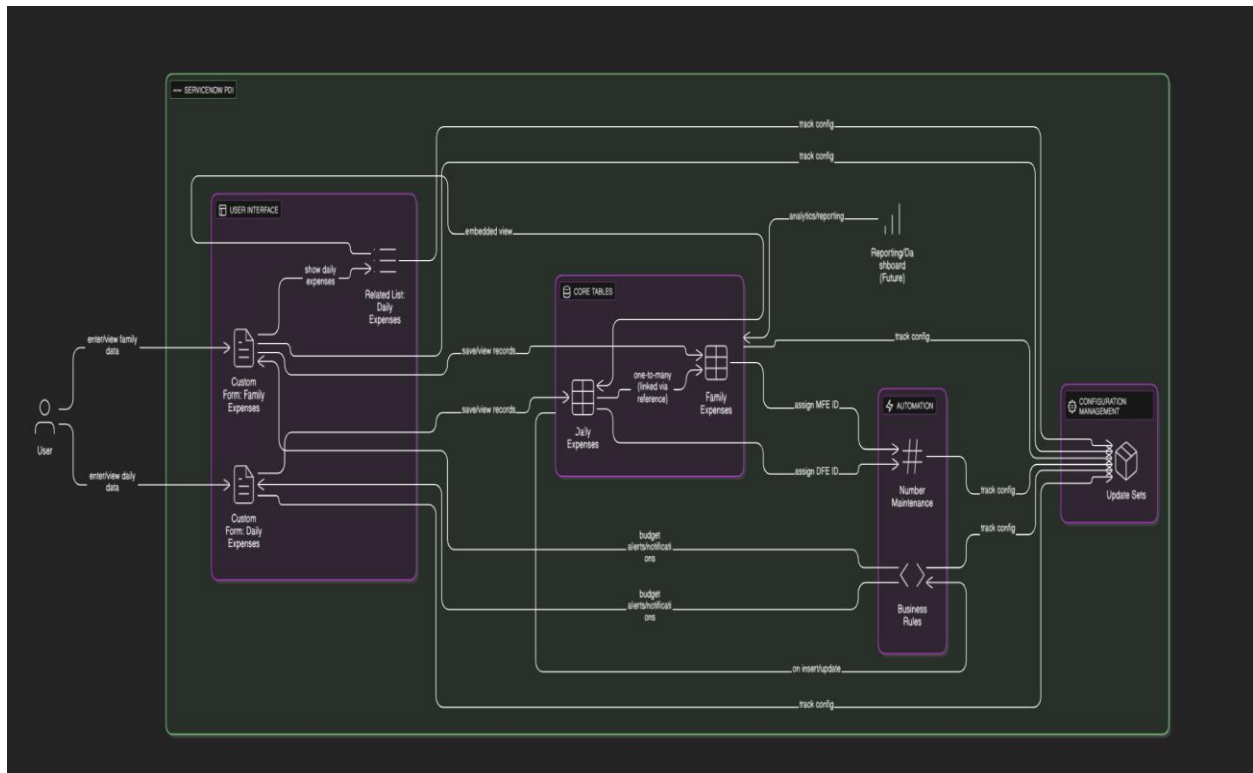 SERVICENOW PDI
track config
track config
USER INTERFACE
analytics/reporting
embedded view
Reporting/Da
shboard
(Future)
show daily
expenses
Related List:
Daily
Expenses
CORE TABLES
enter/view family
data
track config
save/view records
one-to-many
(linked via
reference)
Custom
Form: Family
Expenses
Family
Expenses
CONFIGURATION
MANAGEMENT
AUTOMATION
assign MFE ID
save/view records
Daily
Expenses
User
enter/view daily
data
assign DFE ID
Number
Maintenance
track config
Update Sets
Custom
Form: Daily
Expenses
track config
budget
alerts/notificati
ons
budget
alerts/notificati
ons
Business
Rules
on insert/update
track config